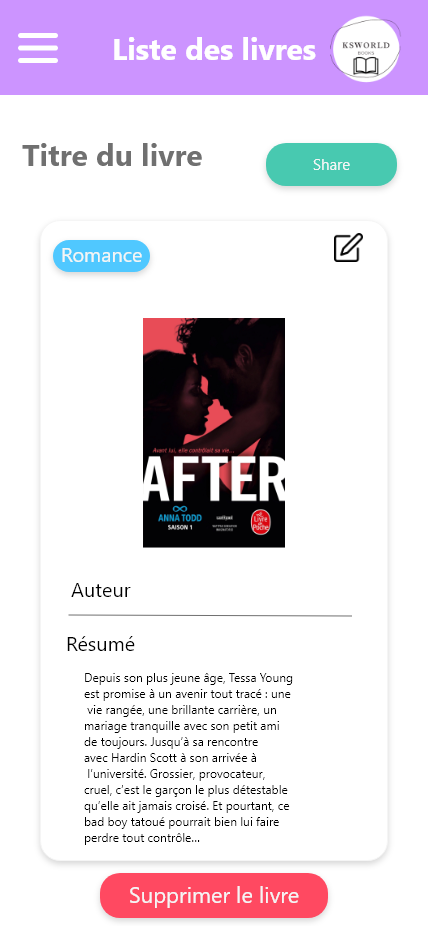 Liste des livres
KSWORLD
BOOKS
Titre du livre
Share
Romance
Avant lui, elle contrôlait sa vie...
AFTER
ANNA TODD
SAISON 1
Le Livre
de Poche
Auteur
Résumé
Depuis son plus jeune âge, Tessa Young
est promise à un avenir tout tracé : une
vie rangée, une brillante carrière, un
mariage tranquille avec son petit ami
de toujours. Jusqu’à sa rencontre
avec Hardin Scott à son arrivée à
l’université. Grossier, provocateur,
cruel, c’est le garçon le plus détestable
qu’elle ait jamais croisé. Et pourtant, ce
bad boy tatoué pourrait bien lui faire
perdre tout contrôle...
Supprimer le livre